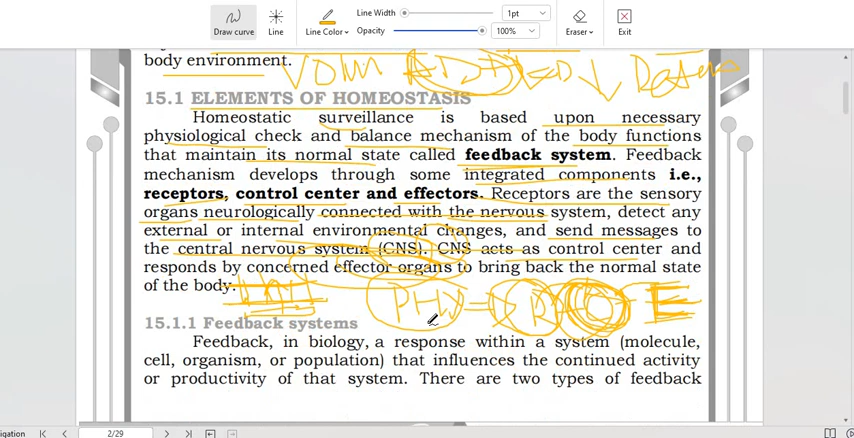 Draw curve
Line
Line Color
Line Width
1pt
Opacity
100%
Eraser
Exit
body environment.
15.1 ELEMENTS OF HOMEOSTASIS
Homeostatic surveillance is based upon necessary
physiological check and balance mechanism of the body functions
that maintain its normal state called feedback system. Feedback
mechanism develops through some integrated components i.e.,
receptors, control center and effectors. Receptors are the sensory
organs neurologically connected with the nervous system, detect any
external or internal environmental changes, and send messages to
the central nervous system (CNS). CNS acts as control center and
responds by concerned effector organs to bring back the normal state
of the body.
R C E
15.1.1 Feedback systems
Feedback, in biology, a response within a system (molecule,
cell, organism, or population) that influences the continued activity
or productivity of that system. There are two types of feedback
igation
2/29